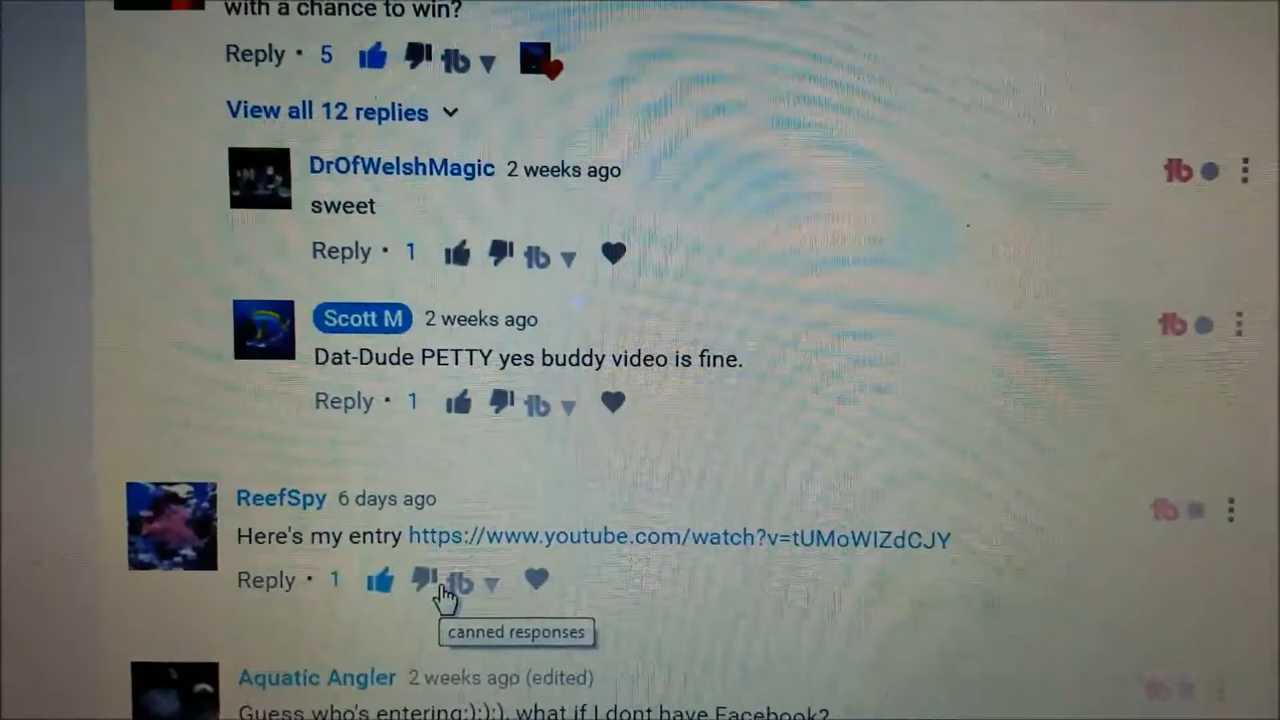 with a chance to win?
Reply • 5
View all 12 replies
DrOfWelshMagic 2 weeks ago
sweet
Reply • 1
Scott M 2 weeks ago
Dat-Dude PETTY yes buddy video is fine.
Reply • 1
ReefSpy 6 days ago
Here's my entry https://www.youtube.com/watch?v=tUMoWIZdCJY
Reply • 1
canned responses
Aquatic Angler 2 weeks ago (edited)
Guess who's entering:):):). what if I dont have Facebook?